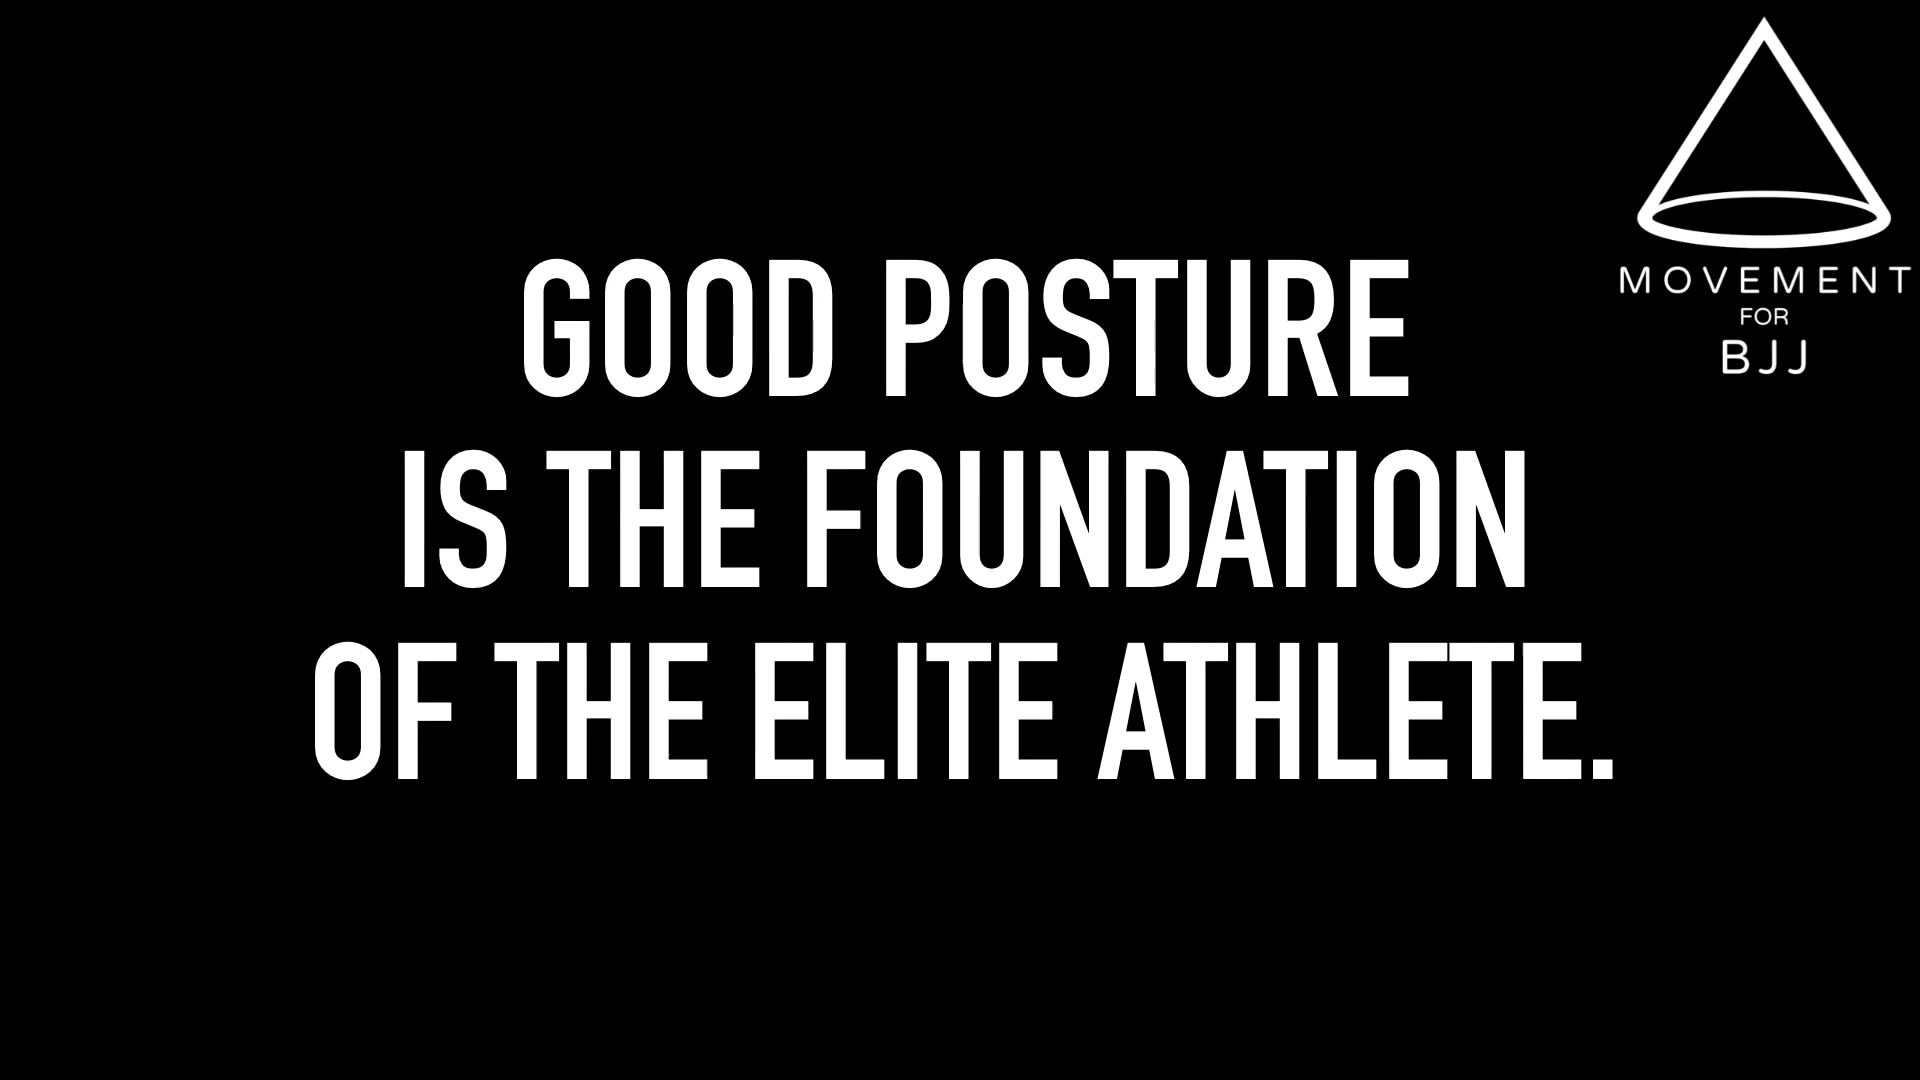 GOOD POSTURE
IS THE FOUNDATION
OF THE ELITE ATHLETE.
MOVEMENT
FOR
BJJ